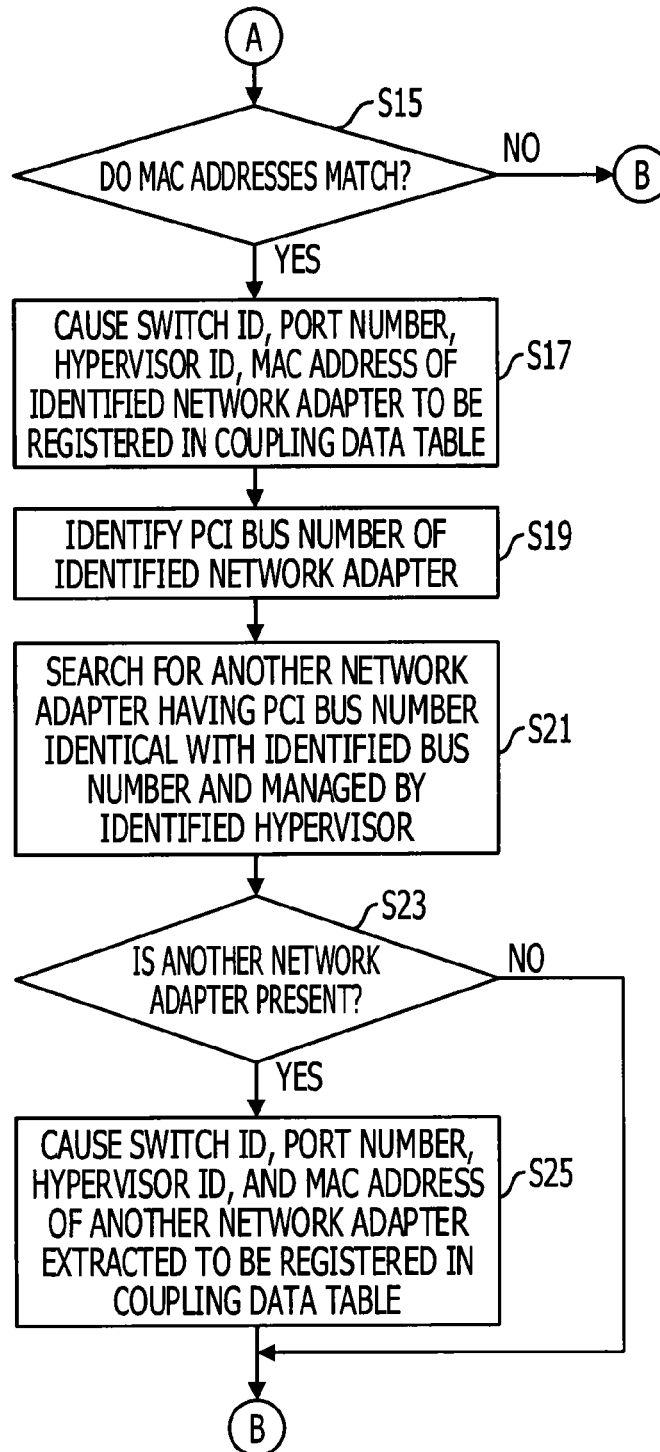 A
S15
DO MAC ADDRESSES MATCH?
NO
B
YES
CAUSE SWITCH ID, PORT NUMBER,
HYPERVISOR ID, MAC ADDRESS OF
IDENTIFIED NETWORK ADAPTER TO BE
REGISTERED IN COUPLING DATA TABLE
S17
IDENTIFY PCI BUS NUMBER OF
IDENTIFIED NETWORK ADAPTER
S19
SEARCH FOR ANOTHER NETWORK
ADAPTER HAVING PCI BUS NUMBER
IDENTICAL WITH IDENTIFIED BUS
NUMBER AND MANAGED BY
IDENTIFIED HYPERVISOR
S21
S23
IS ANOTHER NETWORK
ADAPTER PRESENT?
NO
YES
CAUSE SWITCH ID, PORT NUMBER,
HYPERVISOR ID, AND MAC ADDRESS
OF ANOTHER NETWORK ADAPTER
EXTRACTED TO BE REGISTERED IN
COUPLING DATA TABLE
S25
B